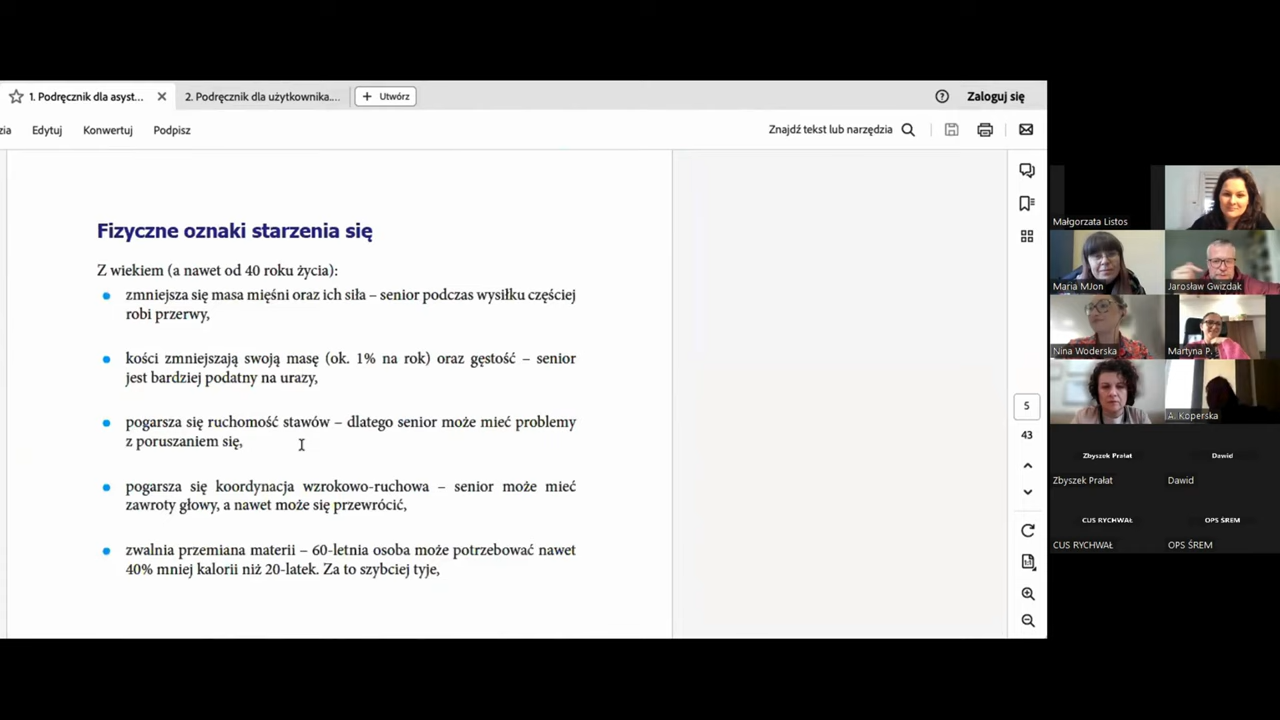 1. Podręcznik dla asyst...
2. Podręcznik dla użytkownika....
Utwórz
Zaloguj się
zia
Edytuj
Konwertuj
Podpisz
Znajdź tekst lub narzędzia
Fizyczne oznaki starzenia się
Z wiekiem (a nawet od 40 roku życia):
zmniejsza się masa mięśni oraz ich siła – senior podczas wysiłku częściej
robi przerwy,
kości zmniejszają swoją masę (ok. 1% na rok) oraz gęstość – senior
jest bardziej podatny na urazy,
pogarsza się ruchomość stawów – dlatego senior może mieć problemy
z poruszaniem się,
pogarsza się koordynacja wzrokowo-ruchowa – senior może mieć
zawroty głowy, a nawet może się przewrócić,
zwalnia przemiana materii – 60-letnia osoba może potrzebować nawet
40% mniej kalorii niż 20-latek. Za to szybciej tyje,
5
43
Małgorzata Listos
Maria MJon
Jarosław Gwizdak
Nina Woderska
Martyna P.
A. Koperska
Zbyszek Prałat
Zbyszek Prałat
Dawid
Dawid
CUS RYCHWAŁ
CUS RYCHWAŁ
OPS ŚREM
OPS ŚREM